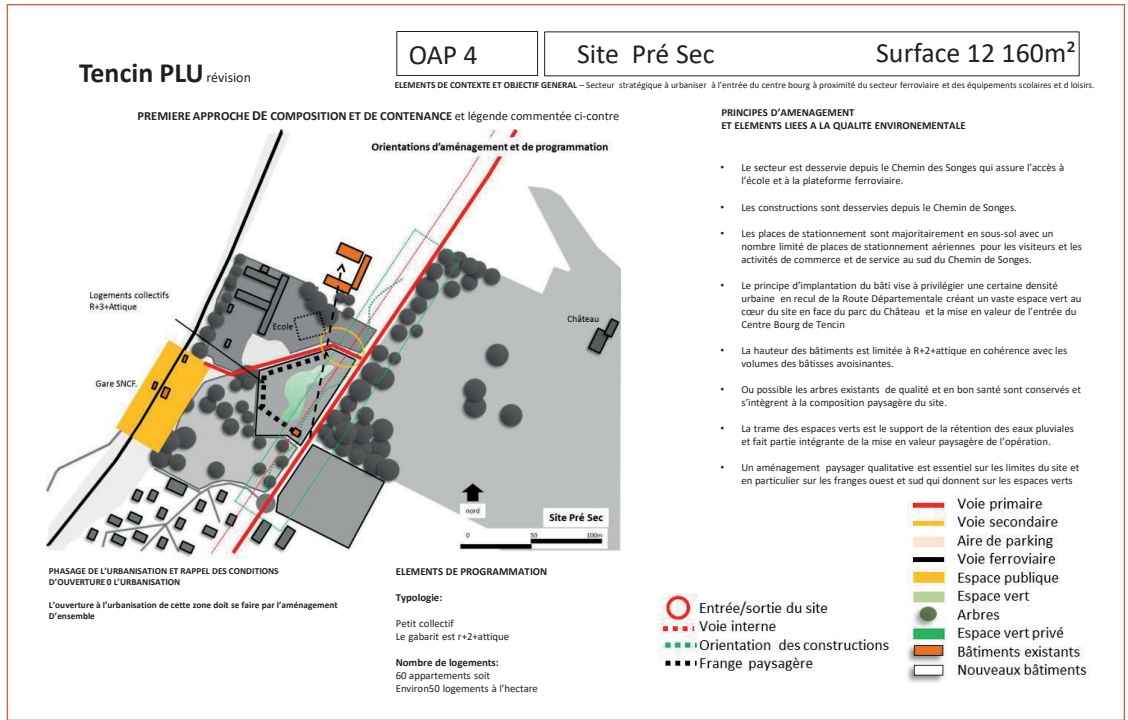 Tencin PLU révision
OAP 4
Site Pré Sec
Surface 12 160m²
ELEMENTS DE CONTEXTE ET OBJECTIF GENERAL – Secteur stratégique à urbaniser à l'entrée du centre bourg à proximité du secteur ferroviaire et des équipements scolaires et d loisirs.
PREMIERE APPROCHE DE COMPOSITION ET DE CONTENANCE et légende commentée ci-contre
Orientations d'aménagement et de programmation
Logements collectifs
R+3+Attique
Ecole
Château
Gare SNCF.
nord
Site Pré Sec
0 50 100m
PRINCIPES D'AMENAGEMENT
ET ELEMENTS LIEES A LA QUALITE ENVIRONEMENTALE
• Le secteur est desservie depuis le Chemin des Songes qui assure l'accès à
l'école et à la plateforme ferroviaire.
• Les constructions sont desservies depuis le Chemin de Songes.
• Les places de stationnement sont majoritairement en sous-sol avec un
nombre limité de places de stationnement aériennes pour les visiteurs et les
activités de commerce et de service au sud du Chemin de Songes.
• Le principe d'implantation du bâti vise à privilégier une certaine densité
urbaine en recul de la Route Départementale créant un vaste espace vert au
cœur du site en face du parc du Château et la mise en valeur de l'entrée du
Centre Bourg de Tencin
• La hauteur des bâtiments est limitée à R+2+attique en cohérence avec les
volumes des bâtisses avoisinantes.
• Ou possible les arbres existants de qualité et en bon santé sont conservés et
s'intègrent à la composition paysagère du site.
• La trame des espaces verts est le support de la rétention des eaux pluviales
et fait partie intégrante de la mise en valeur paysagère de l'opération.
• Un aménagement paysager qualitative est essentiel sur les limites du site et
en particulier sur les franges ouest et sud qui donnent sur les espaces verts
PHASAGE DE L'URBANISATION ET RAPPEL DES CONDITIONS
D'OUVERTURE 0 L'URBANISATION
L'ouverture à l'urbanisation de cette zone doit se faire par l'aménagement
D'ensemble
ELEMENTS DE PROGRAMMATION
Typologie:
Petit collectif
Le gabarit est r+2+attique
Nombre de logements:
60 appartements soit
Environ50 logements à l'hectare
Entrée/sortie du site
Voie interne
Orientation des constructions
Frange paysagère
Voie primaire
Voie secondaire
Aire de parking
Voie ferroviaire
Espace publique
Espace vert
Arbres
Espace vert privé
Bâtiments existants
Nouveaux bâtiments